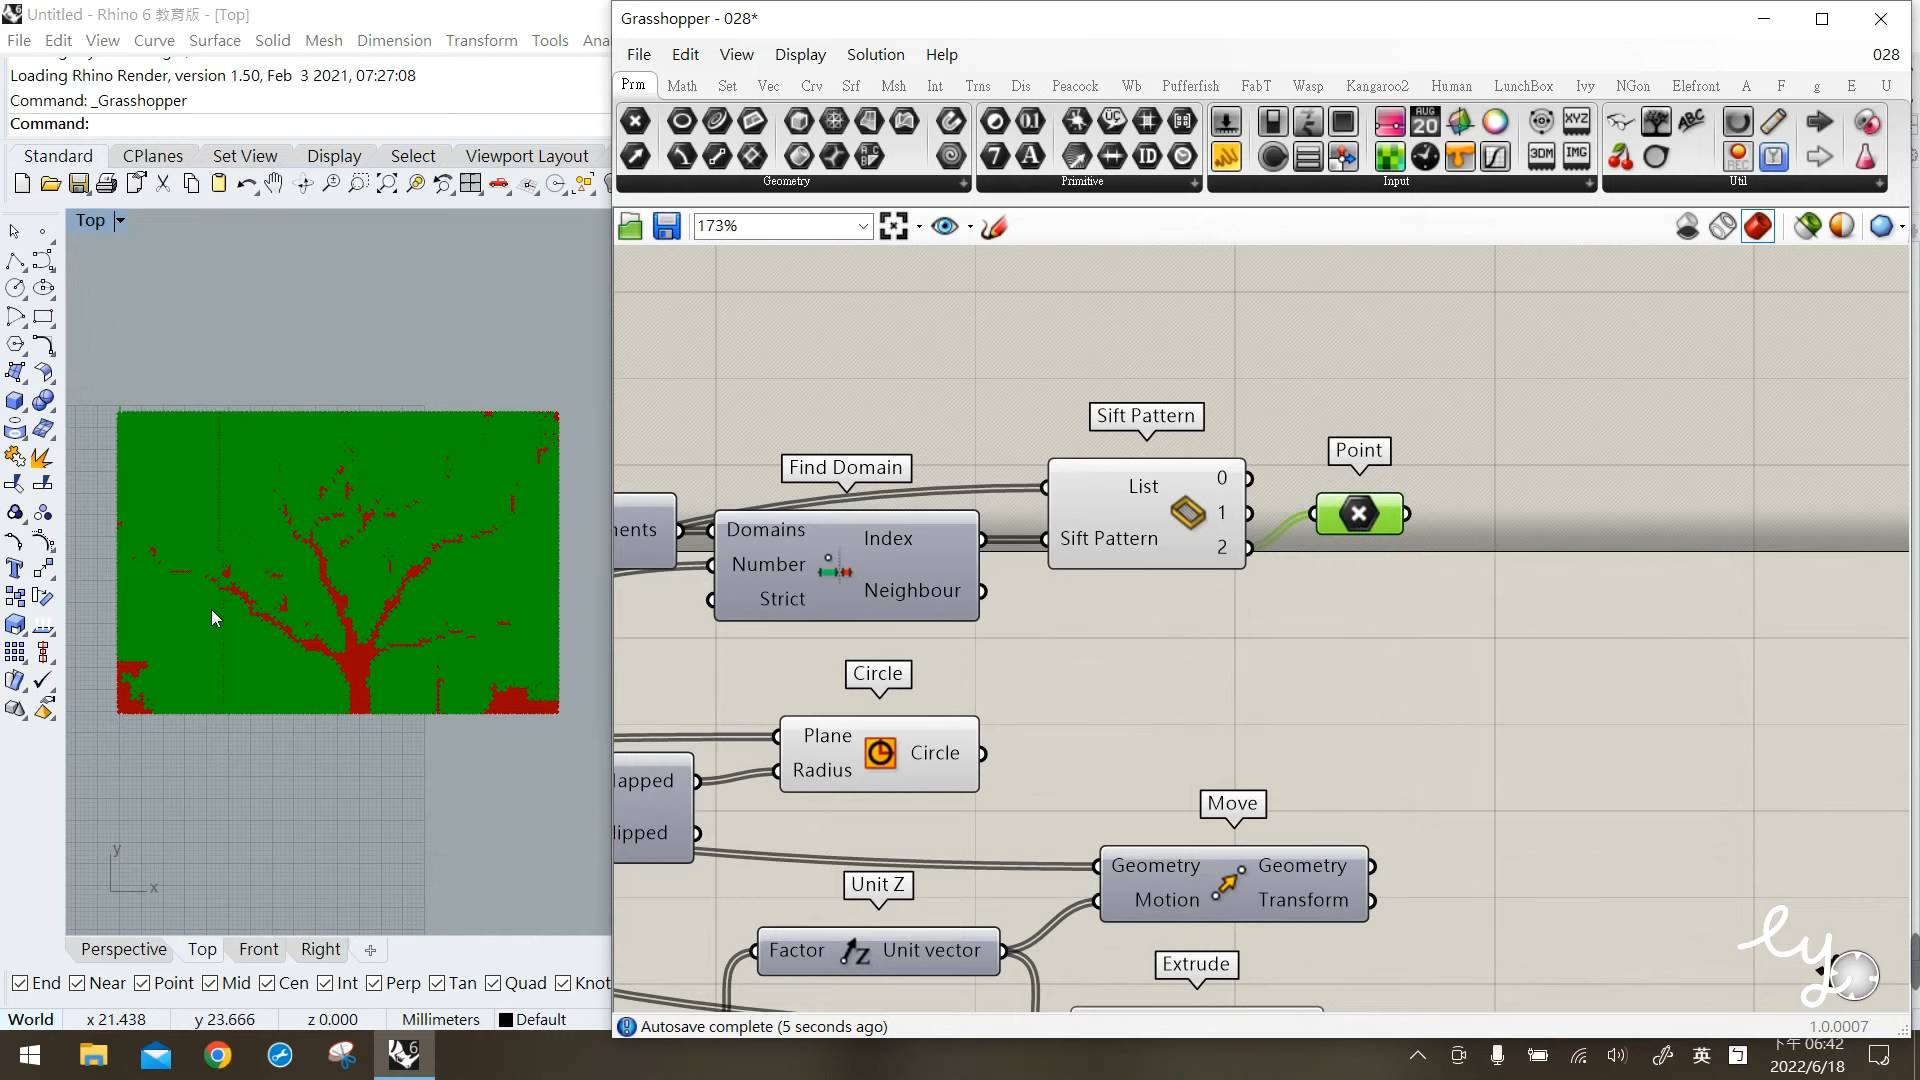 Untitled - Rhino 6 教育版 - [Top]
File Edit View Curve Surface Solid Mesh Dimension Transform Tools Ana
Loading Rhino Render, version 1.50, Feb 3 2021, 07:27:08
Command: _Grasshopper
Command:
Standard CPlanes Set View Display Select Viewport Layout
Top
y
x
Perspective Top Front Right
End Near Point Mid Cen Int Perp Tan Quad Knot
World x 21.438 y 23.666 z 0.000 Millimeters Default
Grasshopper - 028*
File Edit View Display Solution Help 028
Prm Math Set Vec Crv Srf Msh Int Trns Dis Peacock Wb Pufferfish FabT Wasp Kangaroo2 Human LunchBox Ivy NGon Elefront A F g E U
Geometry Primitive Input Util
173%
Sift Pattern
Point
Find Domain
List 0
1
Sift Pattern 2
ments
Domains Index
Number
Neighbour
Strict
Circle
Plane
Circle
Radius
Move
Geometry Geometry
Motion Transform
Unit Z
Factor Unit vector
Extrude
ly
Autosave complete (5 seconds ago)
1.0.0007
英
下午 06:42
2022/6/18